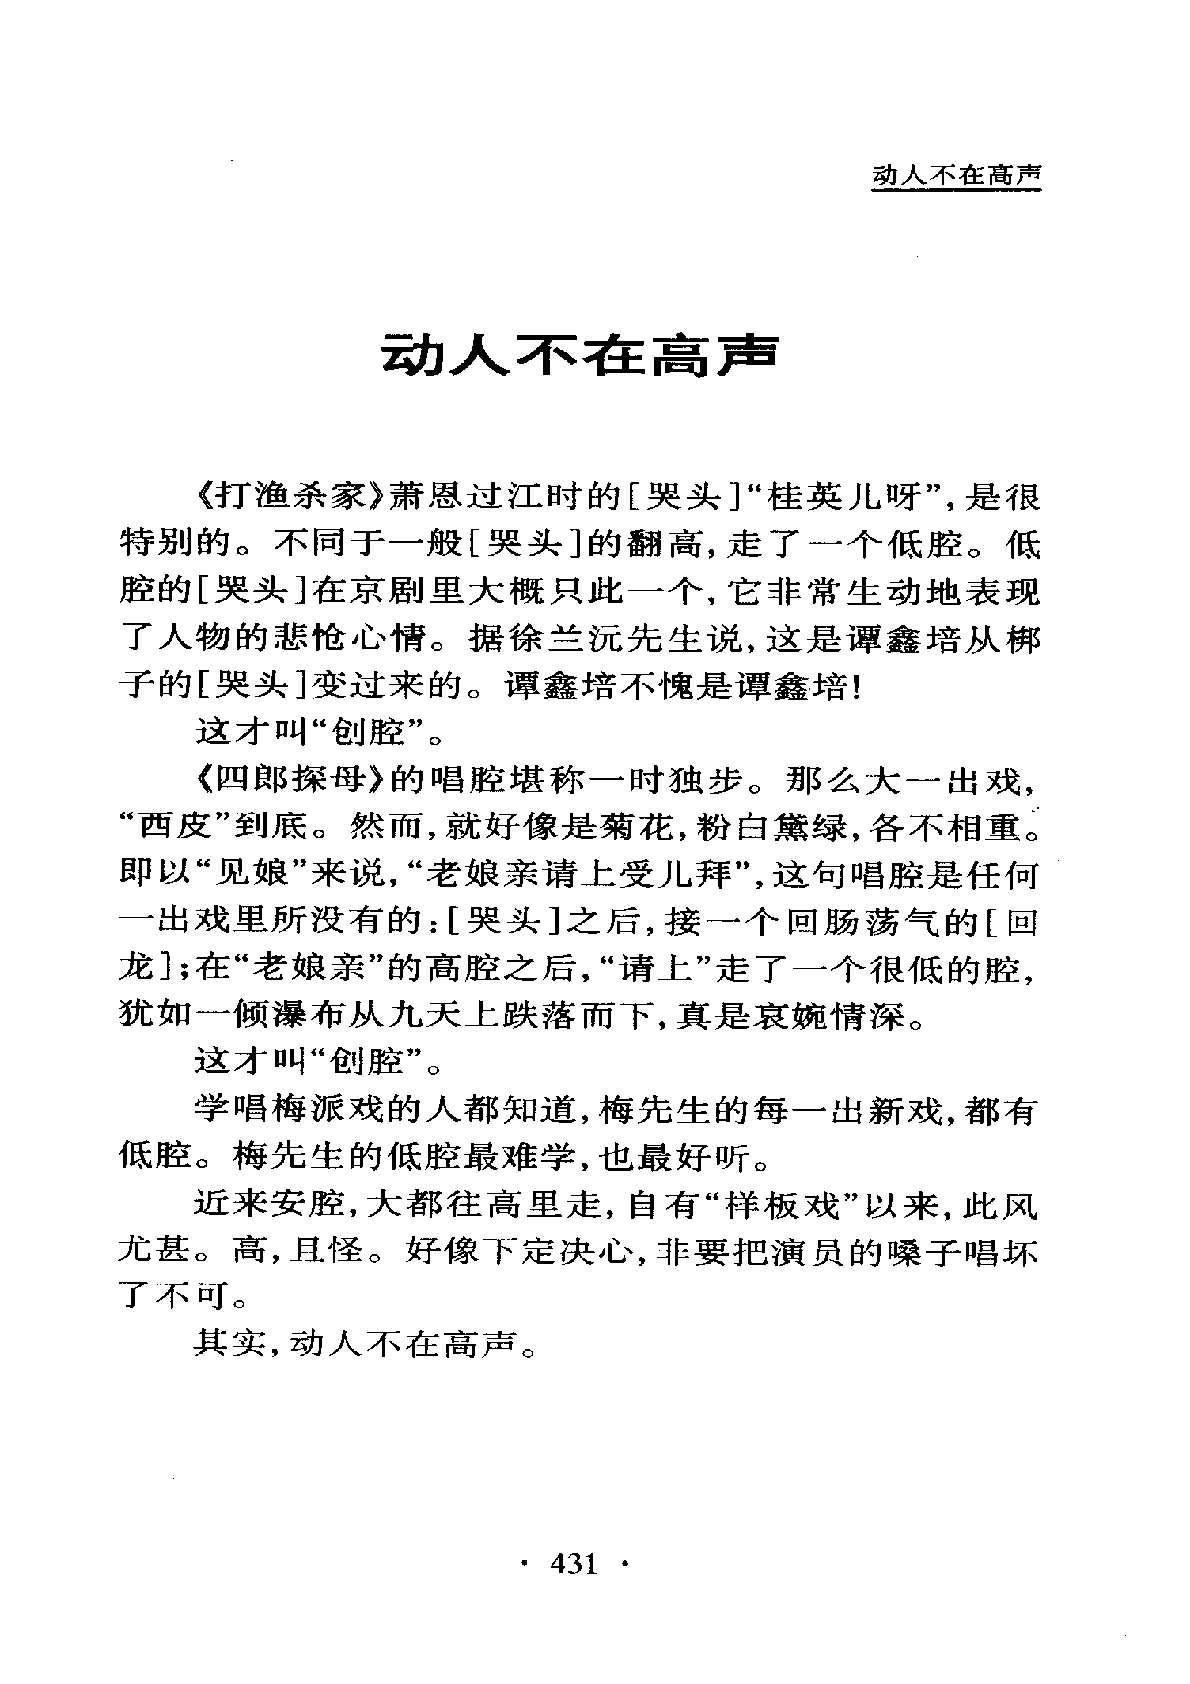 动人不在高声
动人不在高声
《打渔杀家》萧恩过江时的[哭头]“桂英儿呀”,是很
特别的。不同于一般[哭头]的翻高,走了一个低腔。低
腔的[哭头]在京剧里大概只此一个,它非常生动地表现
了人物的悲怆心情。据徐兰沅先生说,这是谭鑫培从梆
子的[哭头]变过来的。谭鑫培不愧是谭鑫培!
这才叫“创腔”。
《四郎探母》的唱腔堪称一时独步。那么大一出戏,
“西皮”到底。然而,就好像是菊花,粉白黛绿,各不相重。
即以“见娘”来说,“老娘亲请上受儿拜”,这句唱腔是任何
一出戏里所没有的:[哭头]之后,接一个回肠荡气的[回
龙];在“老娘亲”的高腔之后,“请上”走了一个很低的腔,
犹如一倾瀑布从九天上跌落而下,真是哀婉情深。
这才叫“创腔”。
学唱梅派戏的人都知道,梅先生的每一出新戏,都有
低腔。梅先生的低腔最难学,也最好听。
近来安腔,大都往高里走,自有“样板戏”以来,此风
尤甚。高,且怪。好像下定决心,非要把演员的嗓子唱坏
了不可。
其实,动人不在高声。
· 431 ·